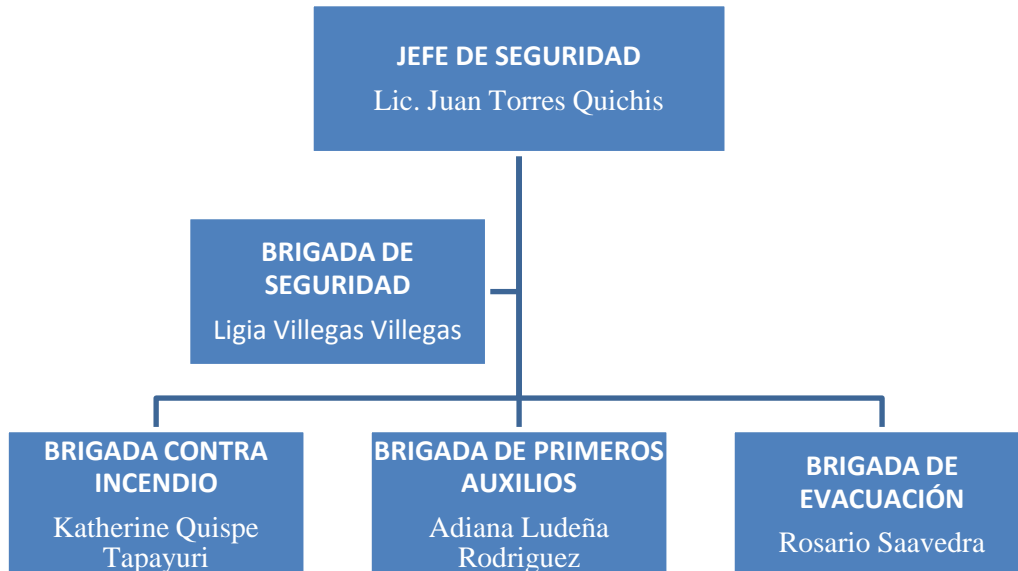 JEFE DE SEGURIDAD
Lic. Juan Torres Quichis
BRIGADA DE
SEGURIDAD
Ligia Villegas Villegas
BRIGADA CONTRA
INCENDIO
Katherine Quispe
Tapayuri
BRIGADA DE PRIMEROS
AUXILIOS
Adiana Ludeña
Rodriguez
BRIGADA DE
EVACUACIÓN
Rosario Saavedra